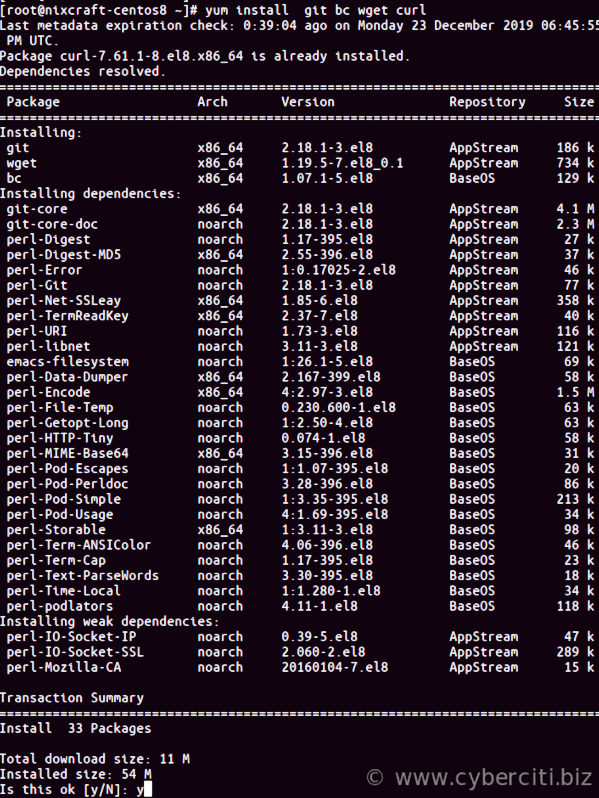 [root@nixcraft-centos8 ~]# yum install  git bc wget curl
Last metadata expiration check: 0:39:04 ago on Monday 23 December 2019 06:45:55
 PM UTC.
Package curl-7.61.1-8.el8.x86_64 is already installed.
Dependencies resolved.
================================================================================
 Package                Arch       Version              Repository     Size
================================================================================
Installing:
 git                    x86_64     2.18.1-3.el8         AppStream     186 k
 wget                   x86_64     1.19.5-7.el8_0.1     AppStream     734 k
 bc                     x86_64     1.07.1-5.el8         BaseOS        129 k
Installing dependencies:
 git-core               x86_64     2.18.1-3.el8         AppStream     4.1 M
 git-core-doc           noarch     2.18.1-3.el8         AppStream     2.3 M
 perl-Digest            noarch     1.17-395.el8         AppStream      27 k
 perl-Digest-MD5        x86_64     2.55-396.el8         AppStream      37 k
 perl-Error             noarch     1:0.17025-2.el8      AppStream      46 k
 perl-Git               noarch     2.18.1-3.el8         AppStream      77 k
 perl-Net-SSLeay        x86_64     1.85-6.el8           AppStream     358 k
 perl-TermReadKey       x86_64     2.37-7.el8           AppStream      40 k
 perl-URI               noarch     1.73-3.el8           AppStream     116 k
 perl-libnet            noarch     3.11-3.el8           AppStream     121 k
 emacs-filesystem       noarch     1:26.1-5.el8         BaseOS         69 k
 perl-Data-Dumper       x86_64     2.167-399.el8        BaseOS         58 k
 perl-Encode            x86_64     4:2.97-3.el8         BaseOS        1.5 M
 perl-File-Temp         noarch     0.230.600-1.el8      BaseOS         63 k
 perl-Getopt-Long       noarch     1:2.50-4.el8         BaseOS         63 k
 perl-HTTP-Tiny         noarch     0.074-1.el8          BaseOS         58 k
 perl-MIME-Base64       x86_64     3.15-396.el8         BaseOS         31 k
 perl-Pod-Escapes       noarch     1:1.07-395.el8       BaseOS         20 k
 perl-Pod-Perldoc       noarch     3.28-396.el8         BaseOS         86 k
 perl-Pod-Simple        noarch     1:3.35-395.el8       BaseOS        213 k
 perl-Pod-Usage         noarch     4:1.69-395.el8       BaseOS         34 k
 perl-Storable          x86_64     1:3.11-3.el8         BaseOS         98 k
 perl-Term-ANSIColor    noarch     4.06-396.el8         BaseOS         46 k
 perl-Term-Cap          noarch     1.17-395.el8         BaseOS         23 k
 perl-Text-ParseWords   noarch     3.30-395.el8         BaseOS         18 k
 perl-Time-Local        noarch     1:1.280-1.el8        BaseOS         34 k
 perl-podlators         noarch     4.11-1.el8           BaseOS        118 k
Installing weak dependencies:
 perl-IO-Socket-IP      noarch     0.39-5.el8           AppStream      47 k
 perl-IO-Socket-SSL     noarch     2.060-2.el8          AppStream     289 k
 perl-Mozilla-CA        noarch     20160104-7.el8       AppStream      15 k
Transaction Summary
================================================================================
Install  33 Packages
Total download size: 11 M
Installed size: 54 M
Is this ok [y/N]: y
© www.cyberciti.biz